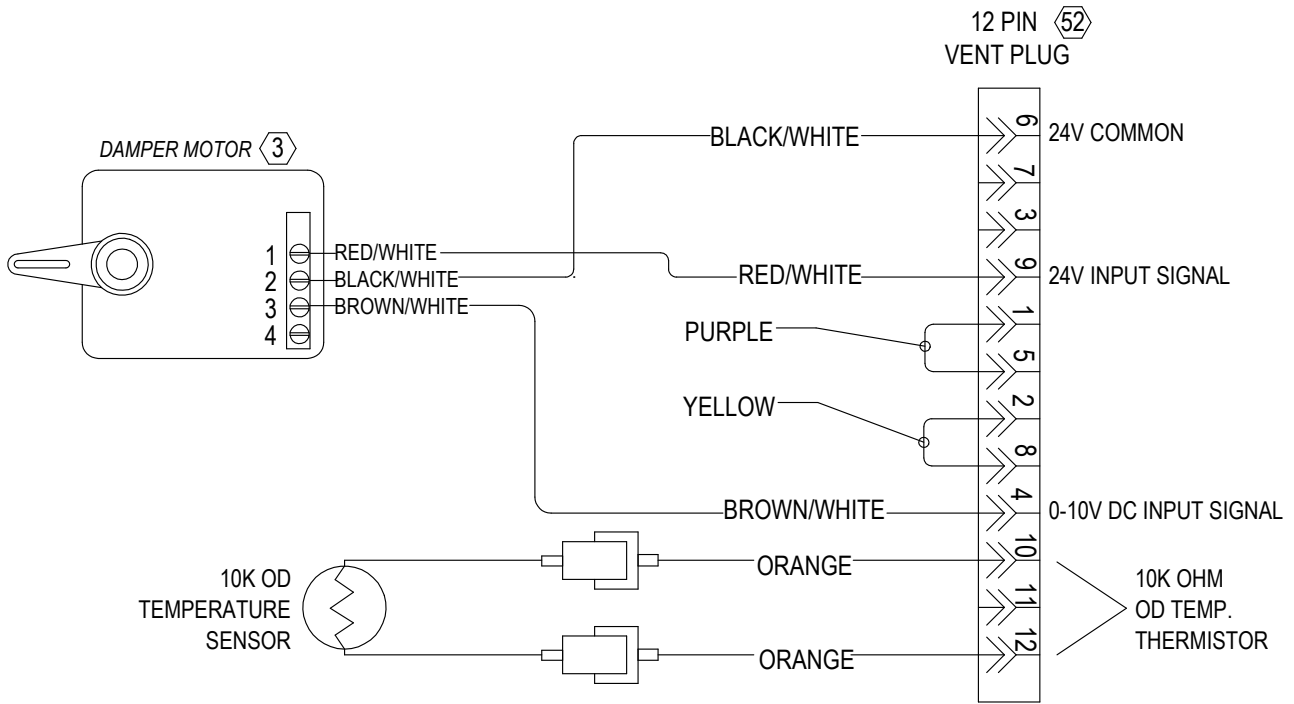 12 PIN 52
VENT PLUG
DAMPER MOTOR 3
1 RED/WHITE
2 BLACK/WHITE
3 BROWN/WHITE
4
BLACK/WHITE 6 24V COMMON
7
3
RED/WHITE 9 24V INPUT SIGNAL
1
PURPLE
5
2
YELLOW
8
BROWN/WHITE 4 0-10V DC INPUT SIGNAL
ORANGE 10
11
ORANGE 12
10K OD
TEMPERATURE
SENSOR
10K OHM
OD TEMP.
THERMISTOR